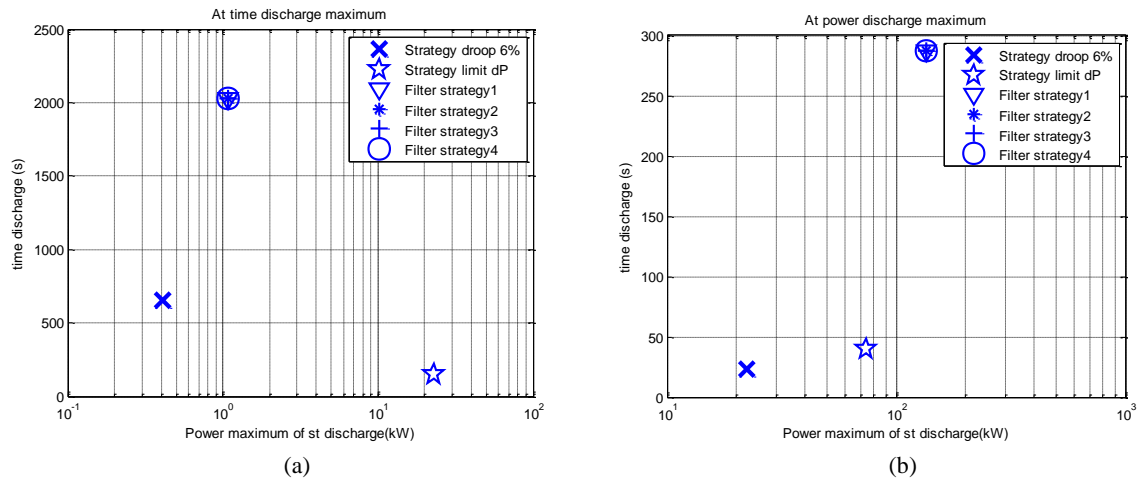 At time discharge maximum
2500
2000
1500
1000
500
0
time discharge (s)
10^-1
10^0
10^1
10^2
Power maximum of st discharge(kW)
Strategy droop 6%
Strategy limit dP
Filter strategy1
Filter strategy2
Filter strategy3
Filter strategy4
(a)
At power discharge maximum
300
250
200
150
100
50
0
time discharge (s)
10^1
10^2
10^3
Power maximum of st discharge(kW)
Strategy droop 6%
Strategy limit dP
Filter strategy1
Filter strategy2
Filter strategy3
Filter strategy4
(b)